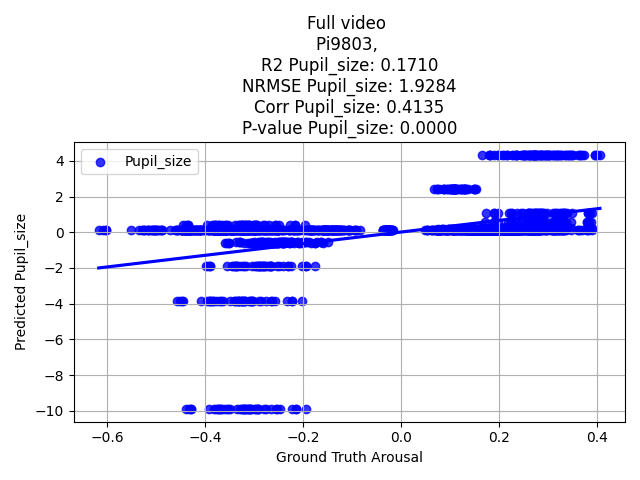 Full video
Pi9803,
R2 Pupil_size: 0.1710
NRMSE Pupil_size: 1.9284
Corr Pupil_size: 0.4135
P-value Pupil_size: 0.0000
Pupil_size
4
2
0
−2
−4
−6
−8
−10
Predicted Pupil_size
−0.6 −0.4 −0.2 0.0 0.2 0.4
Ground Truth Arousal